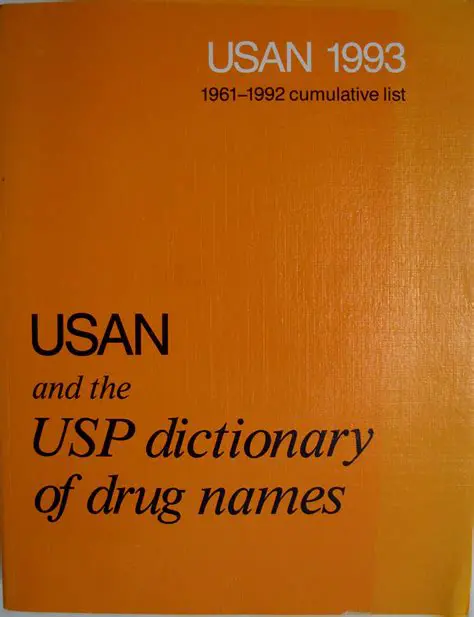 USAN 1993
1961–1992 cumulative list
USAN
and the
USP dictionary
of drug names